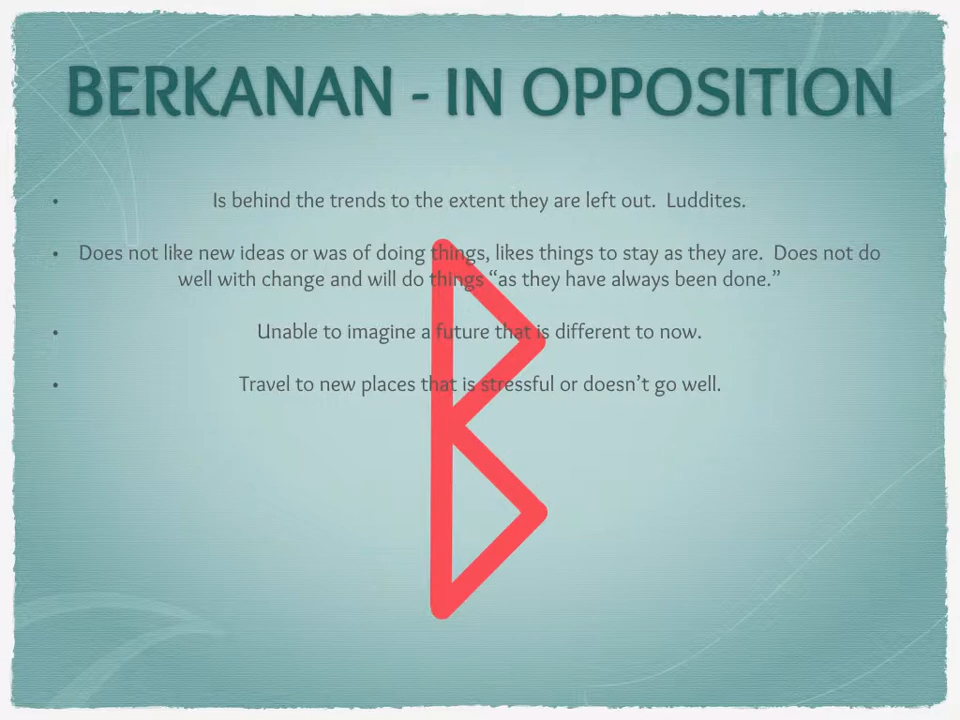 BERKANAN - IN OPPOSITION
• Is behind the trends to the extent they are left out.  Luddites.
• Does not like new ideas or was of doing things, likes things to stay as they are.  Does not do
well with change and will do things “as they have always been done.”
• Unable to imagine a future that is different to now.
• Travel to new places that is stressful or doesn’t go well.